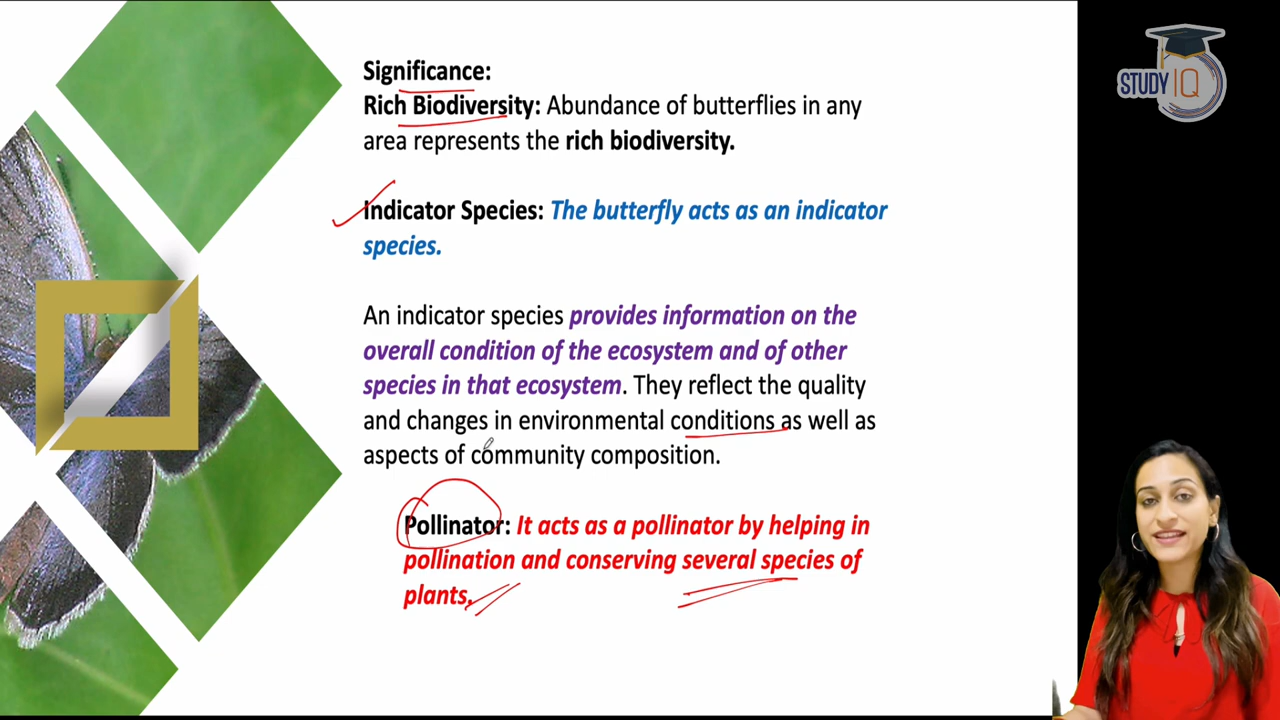 Significance:
Rich Biodiversity: Abundance of butterflies in any
area represents the rich biodiversity.
Indicator Species: The butterfly acts as an indicator
species.
An indicator species provides information on the
overall condition of the ecosystem and of other
species in that ecosystem. They reflect the quality
and changes in environmental conditions as well as
aspects of community composition.
Pollinator: It acts as a pollinator by helping in
pollination and conserving several species of
plants.
STUDY IQ